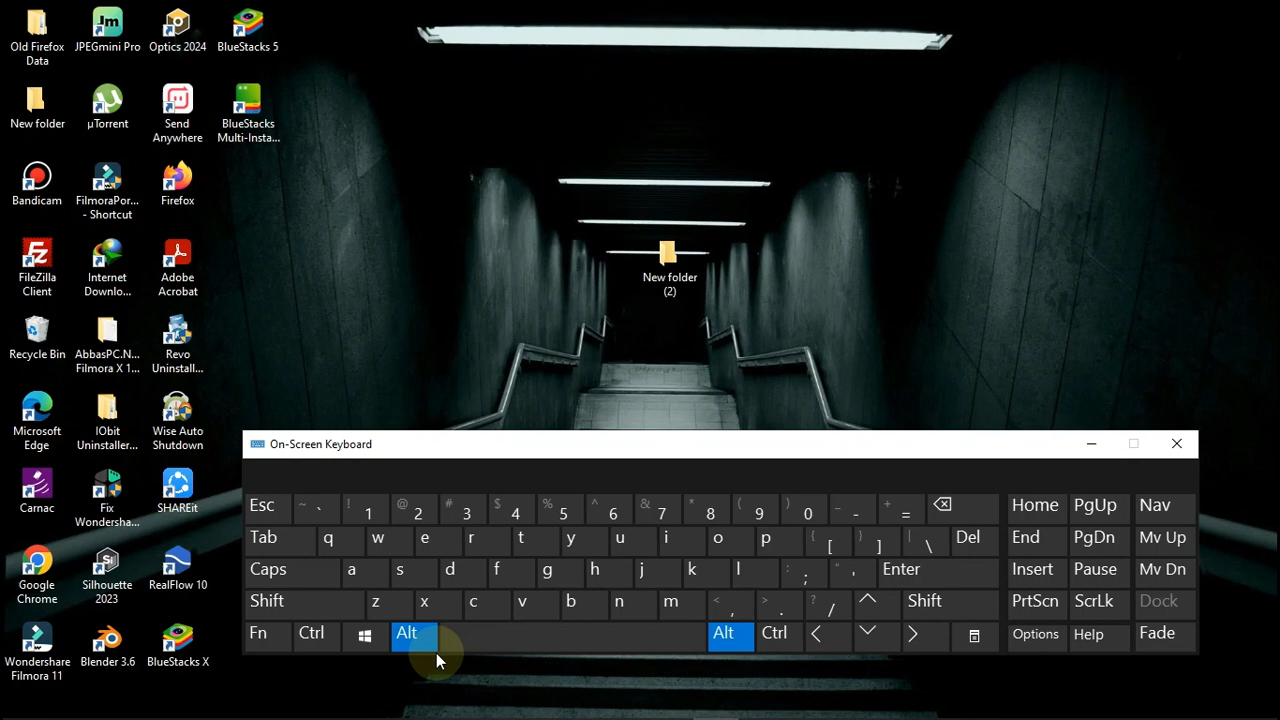 Old Firefox
Data
JPEGmini Pro
Optics 2024
BlueStacks 5
New folder
µTorrent
Send
Anywhere
BlueStacks
Multi-Insta...
Bandicam
FilmoraPor...
- Shortcut
Firefox
FileZilla
Client
Internet
Downlo...
Adobe
Acrobat
New folder
(2)
Recycle Bin
AbbasPC.N...
Filmora X 1...
Revo
Uninstall...
Microsoft
Edge
IObit
Uninstaller...
Wise Auto
Shutdown
Carnac
Fix
Wondersha...
SHAREit
Google
Chrome
Silhouette
2023
RealFlow 10
Wondershare
Filmora 11
Blender 3.6
BlueStacks X
On-Screen Keyboard
Esc ~ ` ! 1 @ 2 # 3 $ 4 % 5 ^ 6 & 7 * 8 ( 9 ) 0 _ - + = Home PgUp Nav
Tab q w e r t y u i o p { [ } ] | \ Del End PgDn Mv Up
Caps a s d f g h j k l : ; " ' Enter Insert Pause Mv Dn
Shift z x c v b n m < , > . ? / Shift PrtScn ScrLk Dock
Fn Ctrl Alt Alt Ctrl Options Help Fade